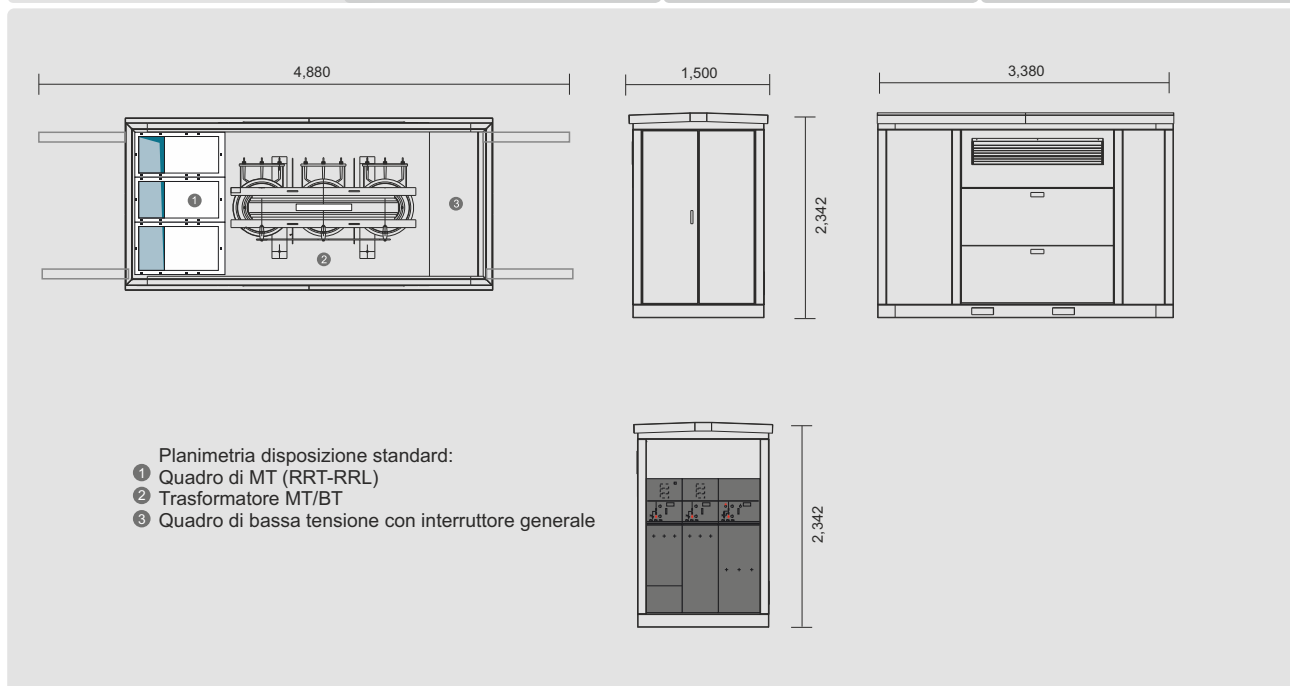 4,880
1,500
3,380
2,342
1
2
3
2,342
Planimetria disposizione standard:
1 Quadro di MT (RRT-RRL)
2 Trasformatore MT/BT
3 Quadro di bassa tensione con interruttore generale